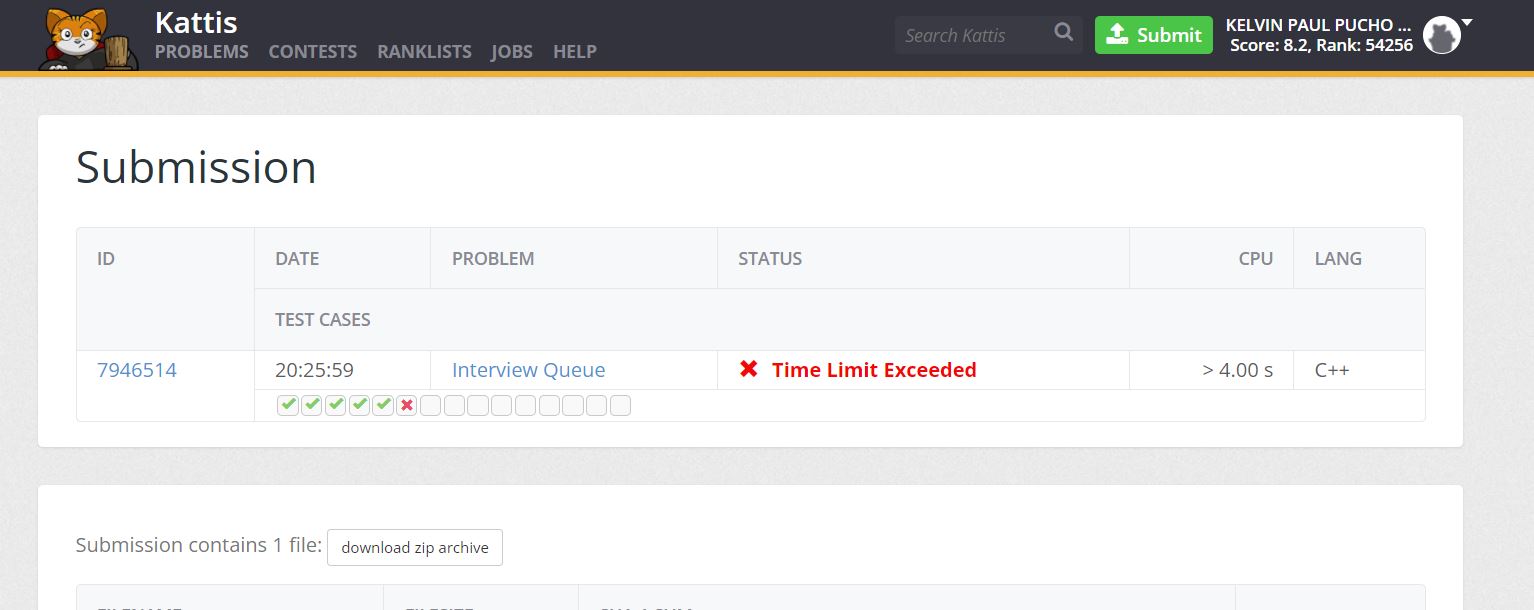 Kattis
PROBLEMS CONTESTS RANKLISTS JOBS HELP
Search Kattis
Submit
KELVIN PAUL PUCHO ...
Score: 8.2, Rank: 54256
Submission
ID DATE PROBLEM STATUS CPU LANG
TEST CASES
7946514 20:25:59 Interview Queue Time Limit Exceeded > 4.00 s C++
Submission contains 1 file: download zip archive